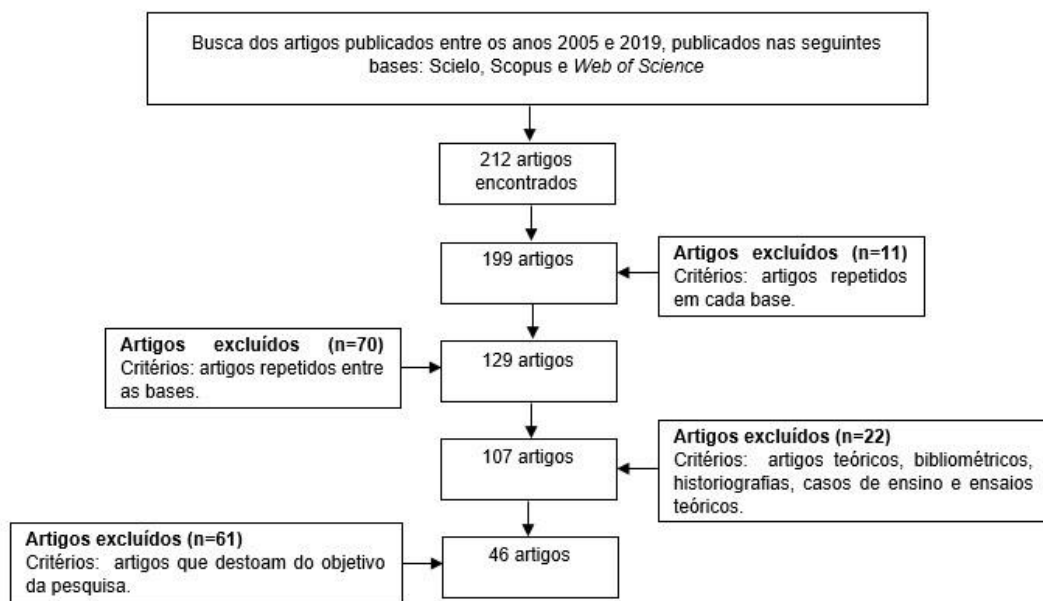 Busca dos artigos publicados entre os anos 2005 e 2019, publicados nas seguintes
bases: Scielo, Scopus e Web of Science
212 artigos
encontrados
199 artigos
Artigos excluídos (n=11)
Critérios: artigos repetidos
em cada base.
Artigos excluídos (n=70)
Critérios: artigos repetidos entre
as bases.
129 artigos
107 artigos
Artigos excluídos (n=22)
Critérios: artigos teóricos, bibliométricos,
historiografias, casos de ensino e ensaios
teóricos.
Artigos excluídos (n=61)
Critérios: artigos que destoam do objetivo
da pesquisa.
46 artigos